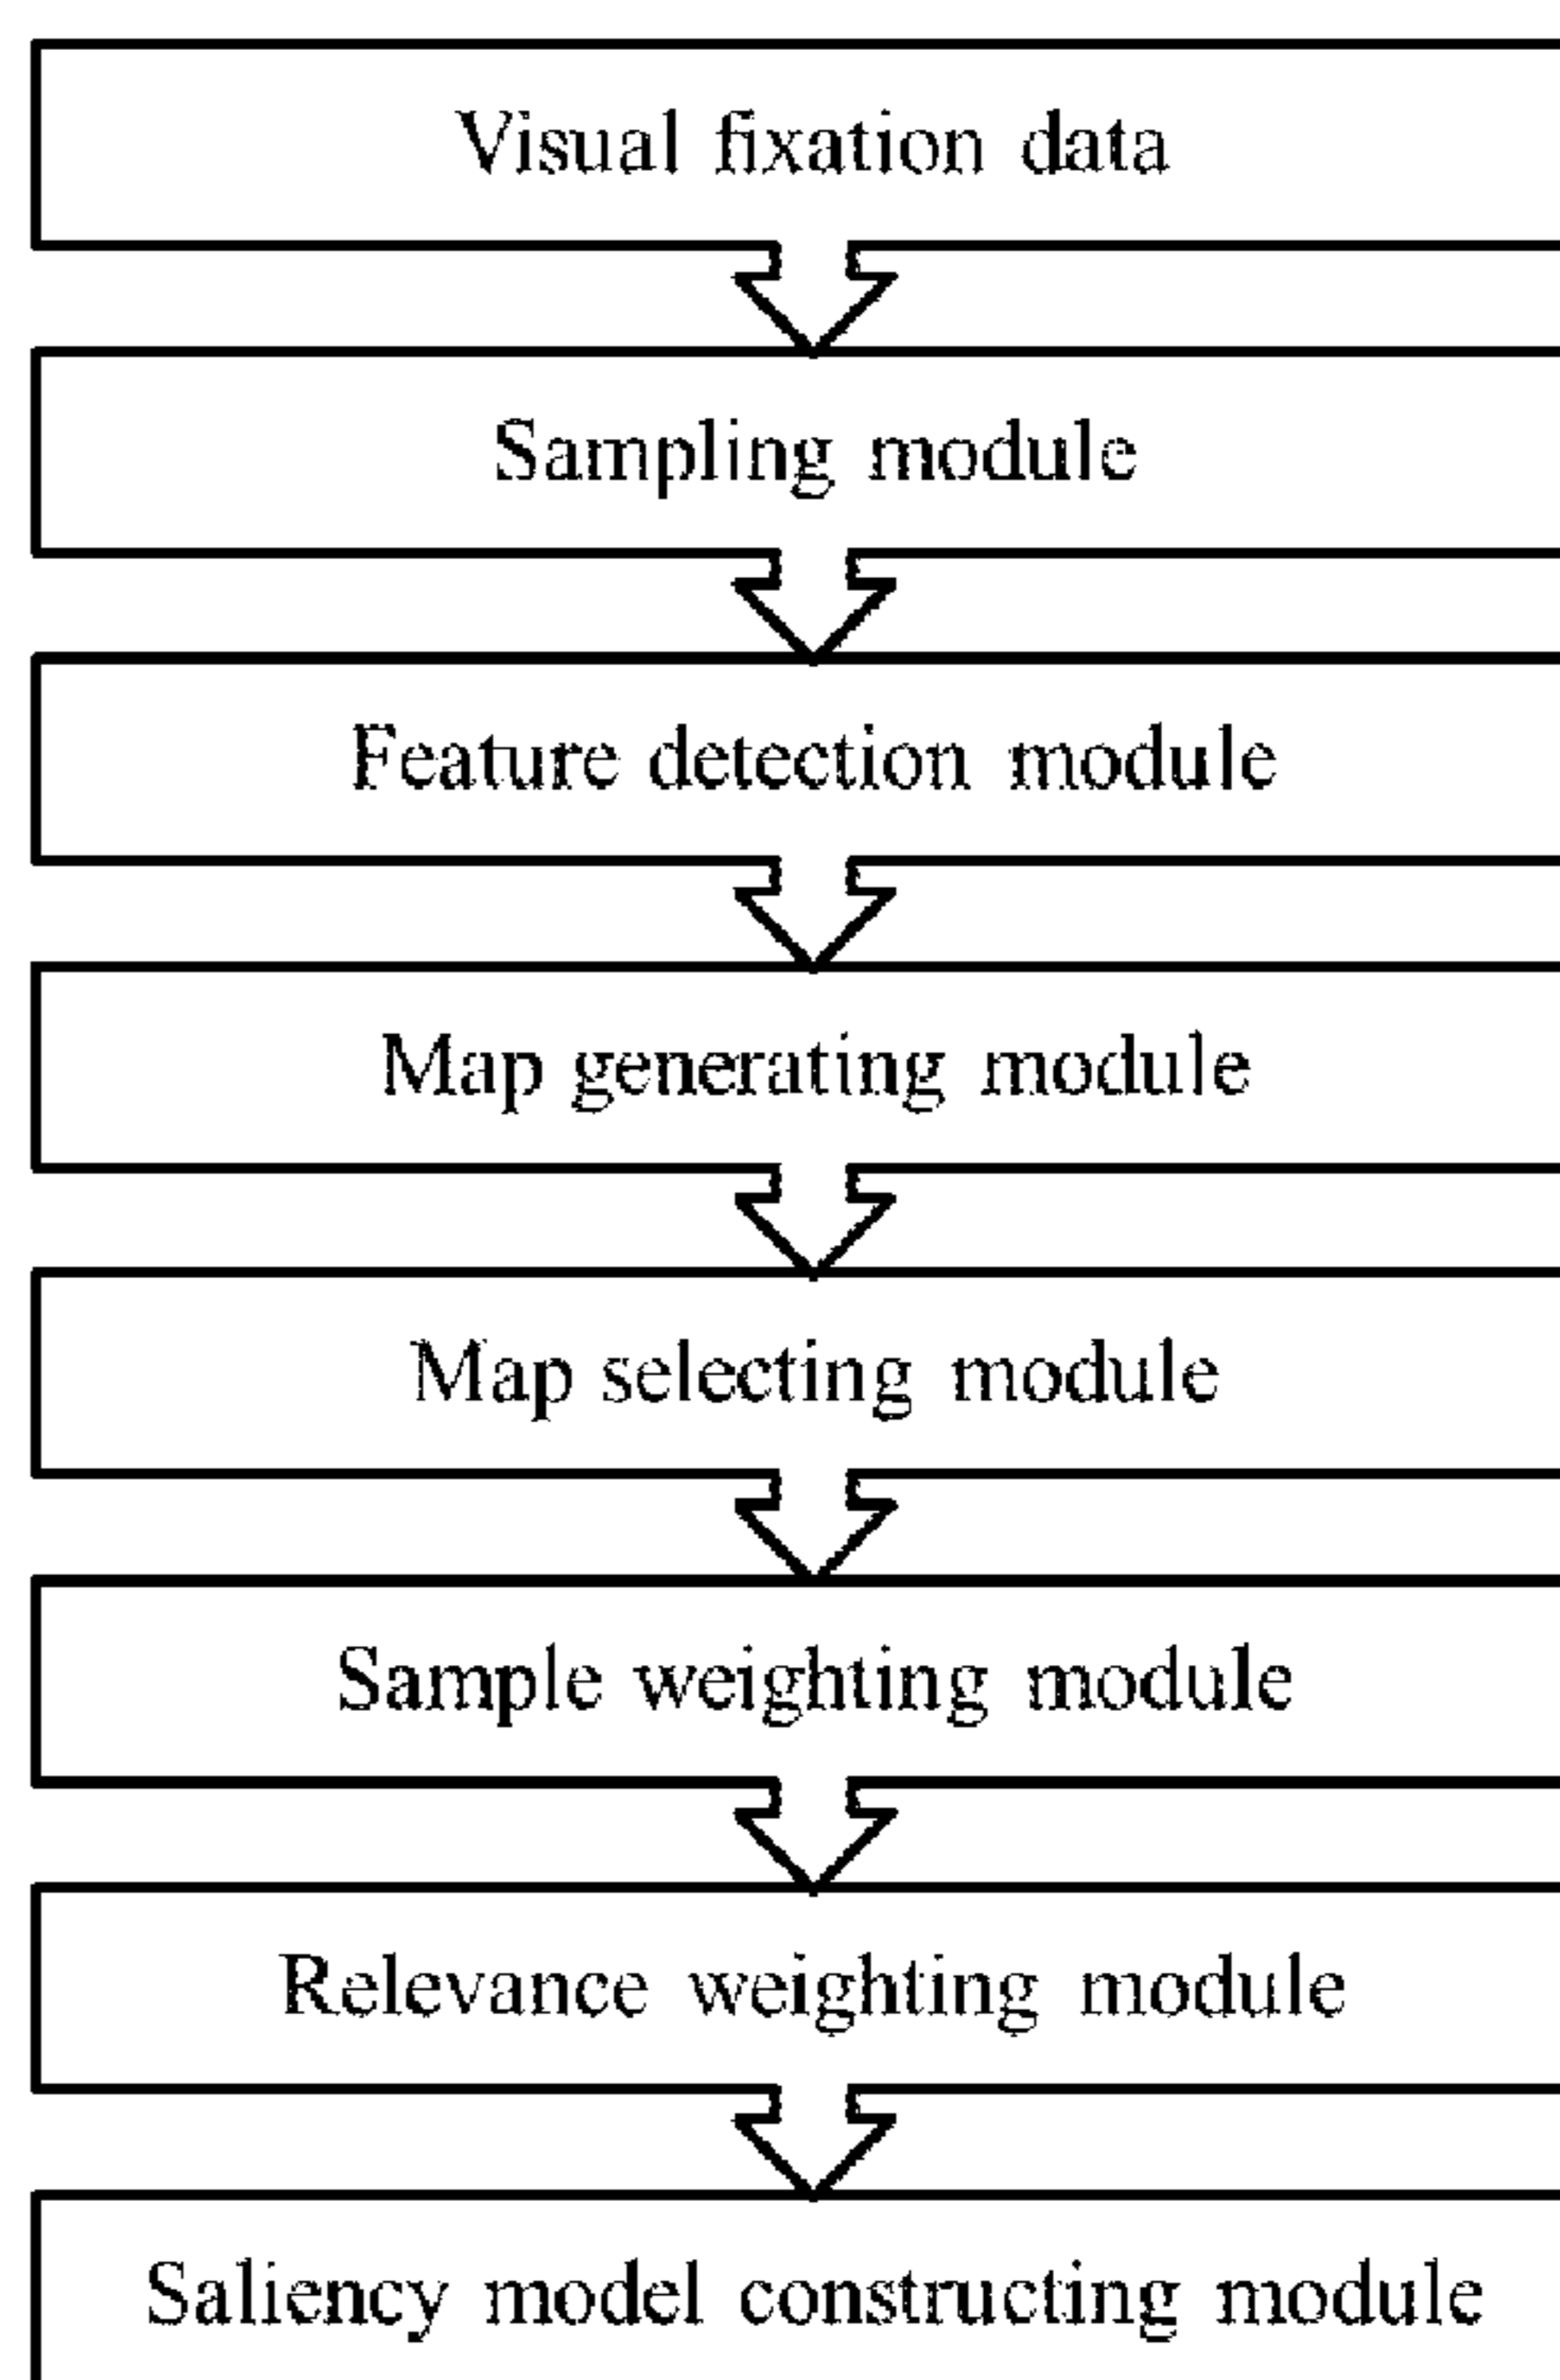 Visual fixation data
Sampling module
Feature detection module
Map generating module
Map selecting module
Sample weighting module
Relevance weighting module
Saliency model constructing module